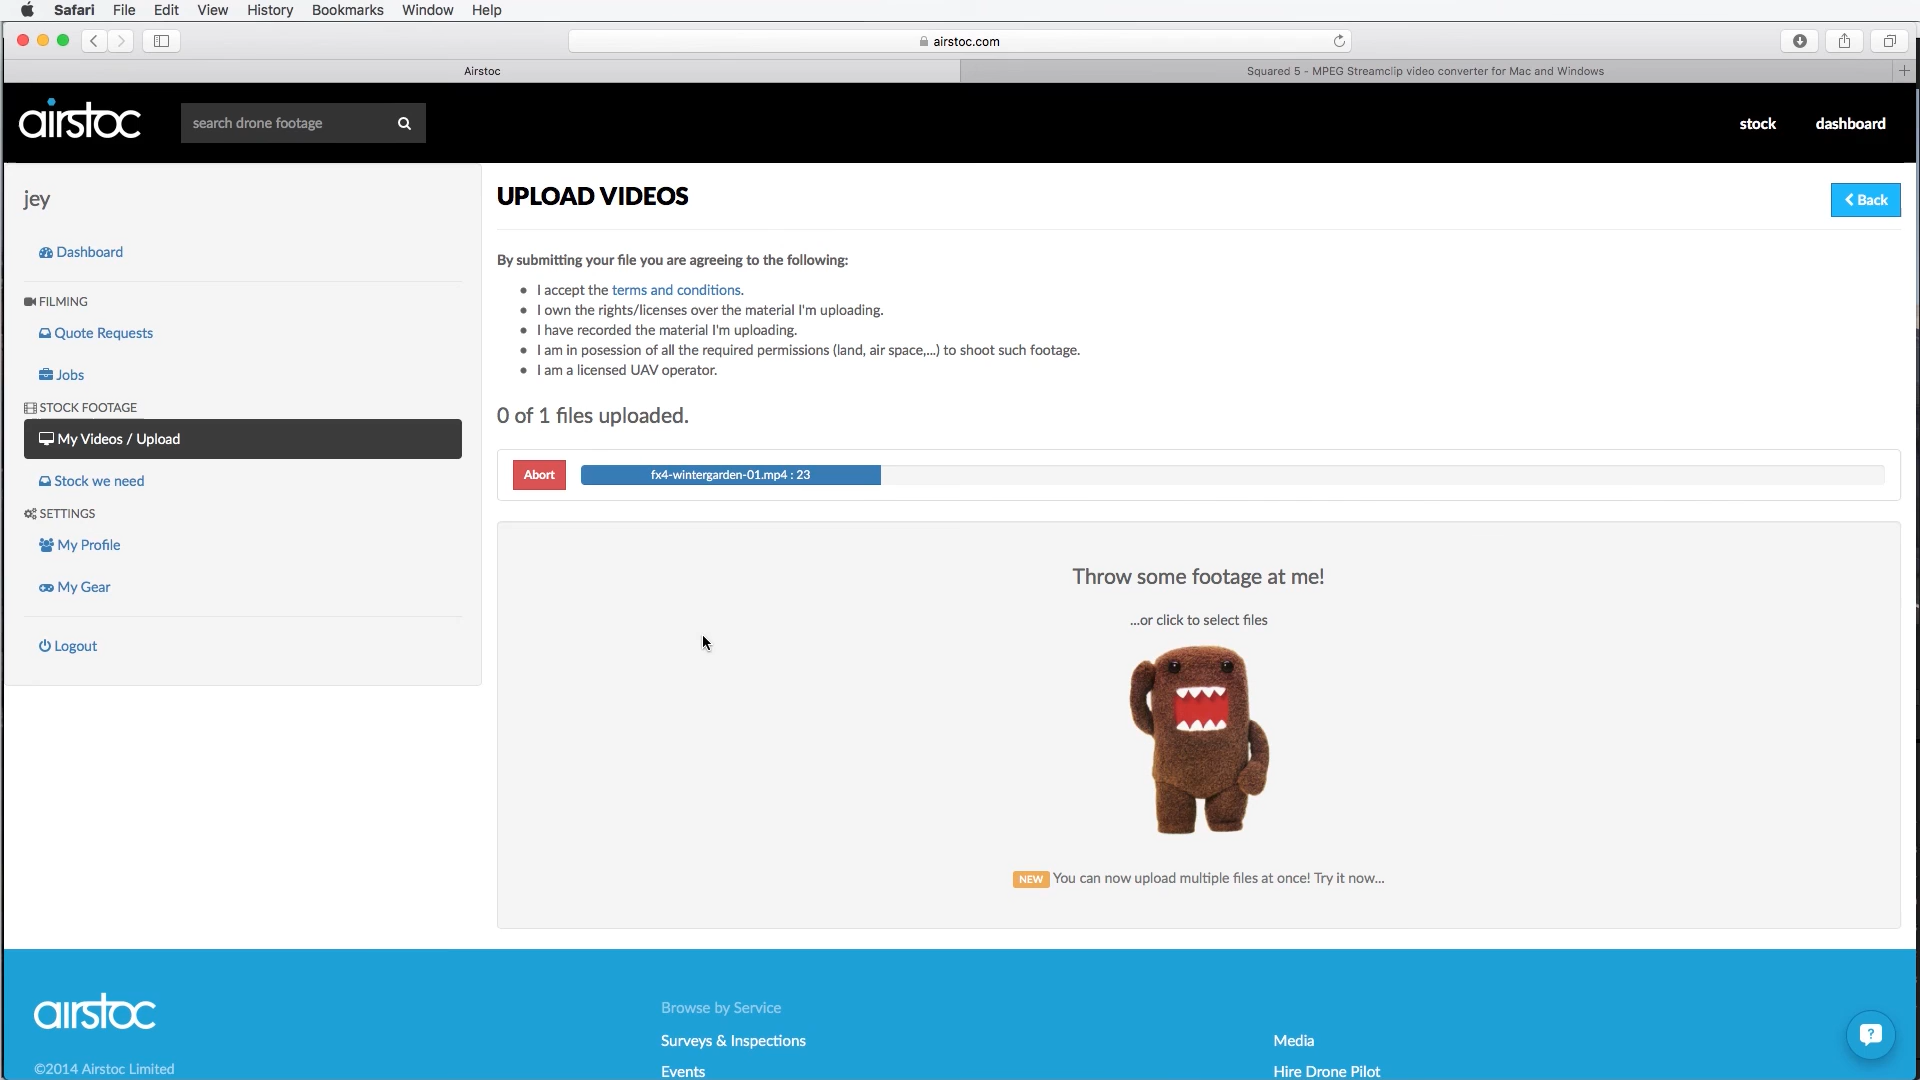 Safari File Edit View History Bookmarks Window Help
airstoc.com
Airstoc
Squared 5 - MPEG Streamclip video converter for Mac and Windows
airstoc
search drone footage
stock
dashboard
jey
Dashboard
FILMING
Quote Requests
Jobs
STOCK FOOTAGE
My Videos / Upload
Stock we need
SETTINGS
My Profile
My Gear
Logout
UPLOAD VIDEOS
Back
By submitting your file you are agreeing to the following:
I accept the terms and conditions.
I own the rights/licenses over the material I'm uploading.
I have recorded the material I'm uploading.
I am in posession of all the required permissions (land, air space,...) to shoot such footage.
I am a licensed UAV operator.
0 of 1 files uploaded.
Abort
fx4-wintergarden-01.mp4 : 23
Throw some footage at me!
...or click to select files
NEW You can now upload multiple files at once! Try it now...
airstoc
©2014 Airstoc Limited
Browse by Service
Surveys & Inspections
Events
Media
Hire Drone Pilot